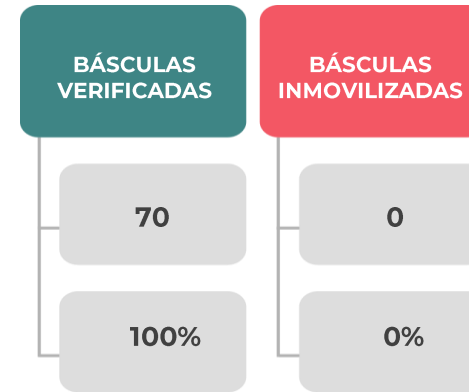 BÁSCULAS
VERIFICADAS
70
100%
BÁSCULAS
INMOVILIZADAS
0
0%